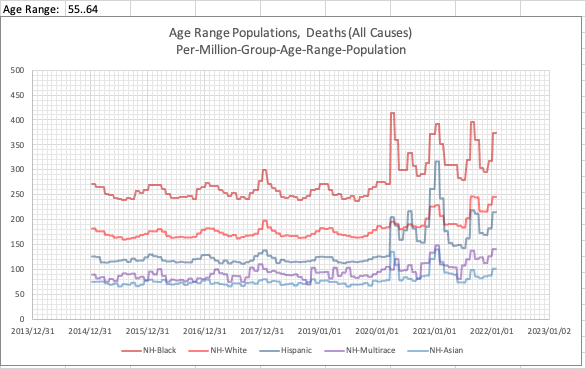 Age Range: 55..64
Age Range Populations, Deaths (All Causes)
Per-Million-Group-Age-Range-Population
500
450
400
350
300
250
200
150
100
50
0
2013/12/31 2014/12/31 2015/12/31 2016/12/31 2017/12/31 2019/01/01 2020/01/01 2021/01/01 2022/01/01 2023/01/01
NH-Black NH-White Hispanic NH-Multirace NH-Asian